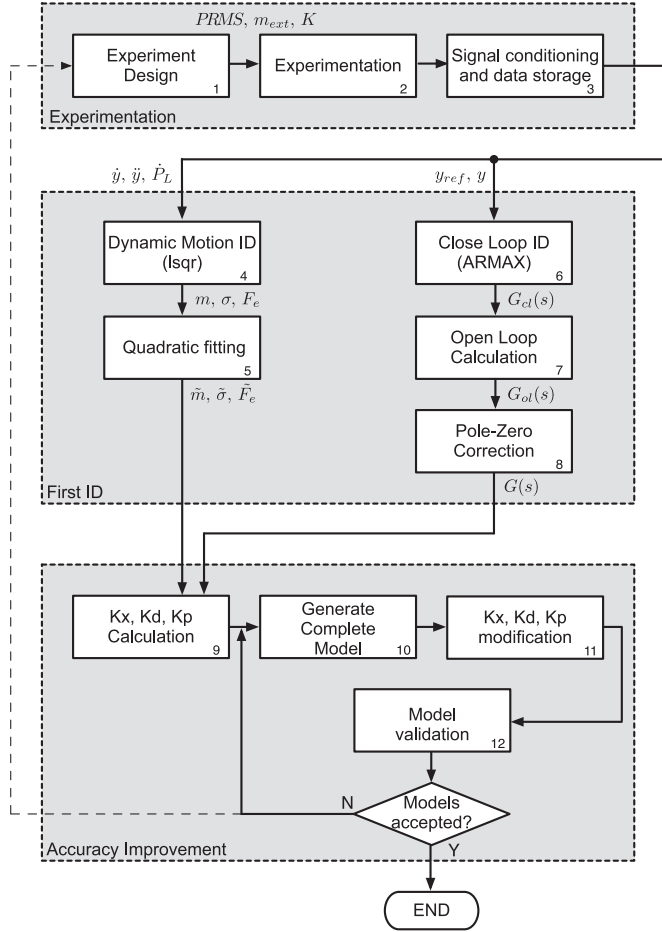 PRMS, m_ext, K
Experiment
Design
1
Experimentation
2
Signal conditioning
and data storage
3
Experimentation
ẏ, ÿ, Ṗ_L
y_ref, y
Dynamic Motion ID
(lsqr)
4
Close Loop ID
(ARMAX)
6
m, σ, F_e
G_cl(s)
Quadratic fitting
5
Open Loop
Calculation
7
m̃, σ̃, F̃_e
G_ol(s)
Pole-Zero
Correction
8
First ID
G(s)
Kx, Kd, Kp
Calculation
9
Generate
Complete
Model
10
Kx, Kd, Kp
modification
11
Model
validation
12
N
Models
accepted?
Y
Accuracy Improvement
END